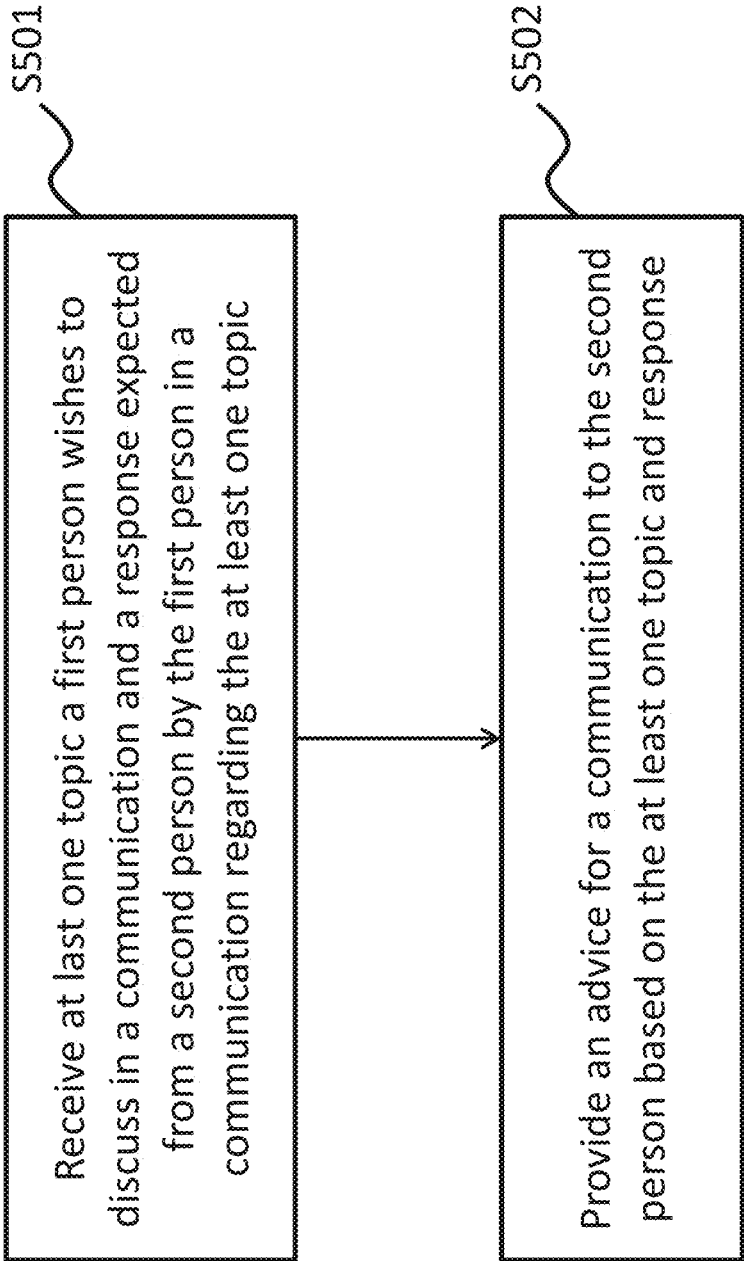 S501
Receive at last one topic a first person wishes to
discuss in a communication and a response expected
from a second person by the first person in a
communication regarding the at least one topic
S502
Provide an advice for a communication to the second
person based on the at least one topic and response